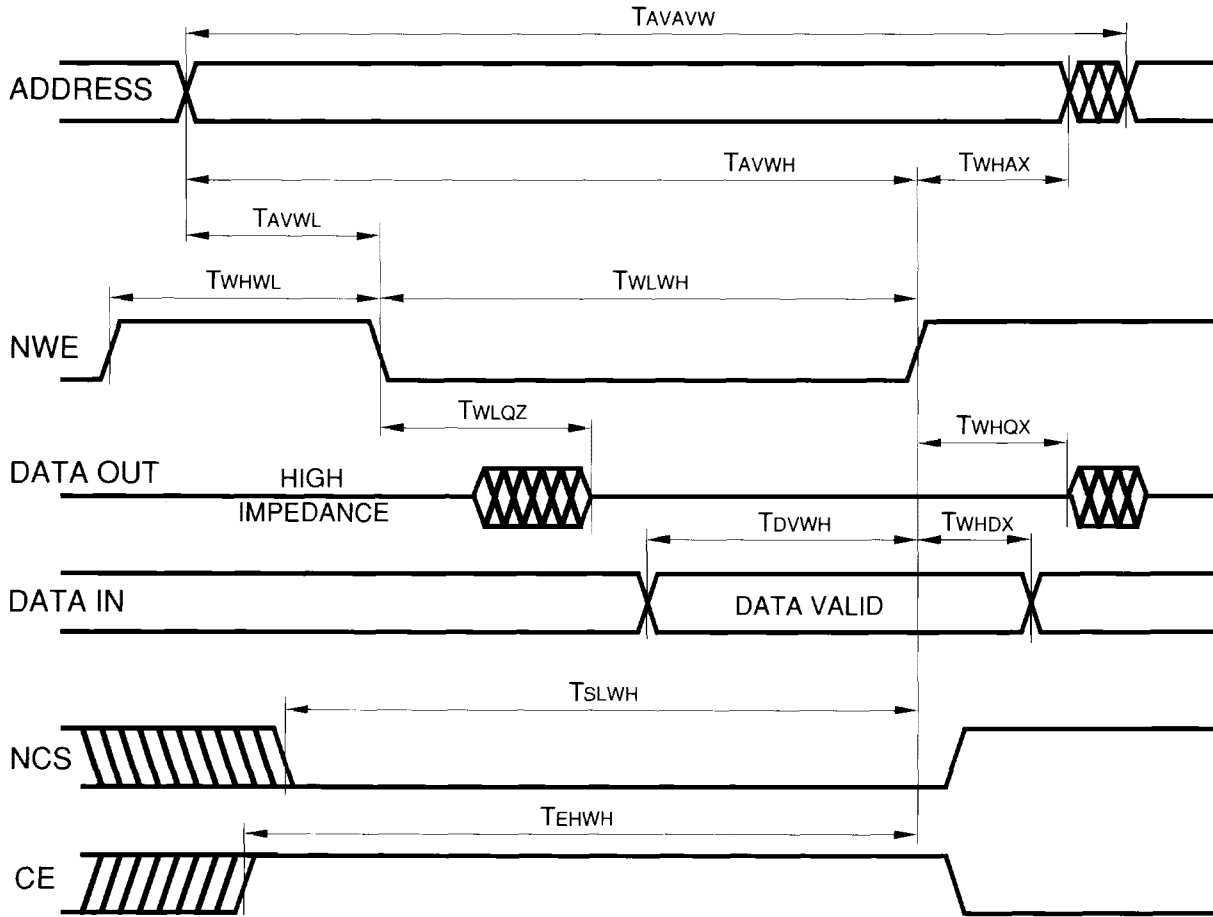 TAVAVW
ADDRESS
TAVWH
TWHAX
TAVWL
TWHWL
TWLWH
NWE
TWLQZ
TWHQX
DATA OUT
HIGH
IMPEDANCE
TDVWH
TWHDX
DATA IN
DATA VALID
TSLWH
NCS
TEHWH
CE